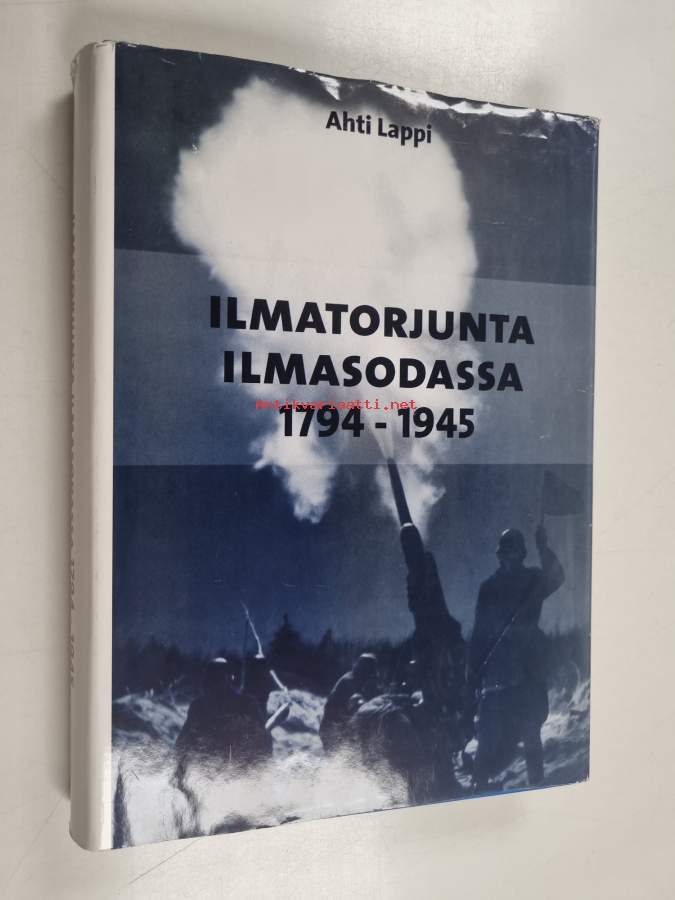 Ahti Lappi
ILMATORJUNTA
ILMASODASSA
Antikvariaatti.net
1794 - 1945